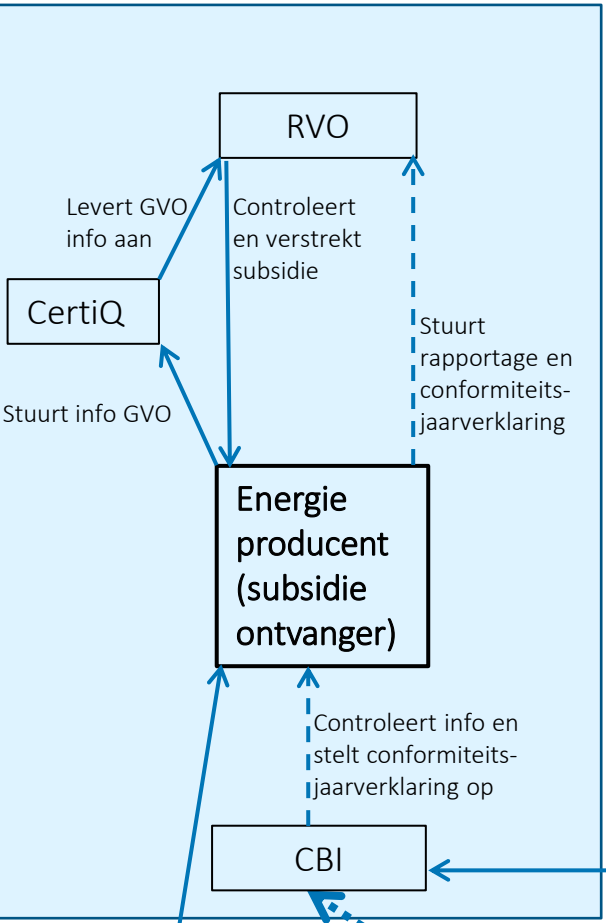 RVO
Levert GVO
info aan
Controleert
en verstrekt
subsidie
CertiQ
Stuurt
rapportage en
conformiteits-
jaarverklaring
Stuurt info GVO
Energie
producent
(subsidie
ontvanger)
Controleert info en
stelt conformiteits-
jaarverklaring op
CBI